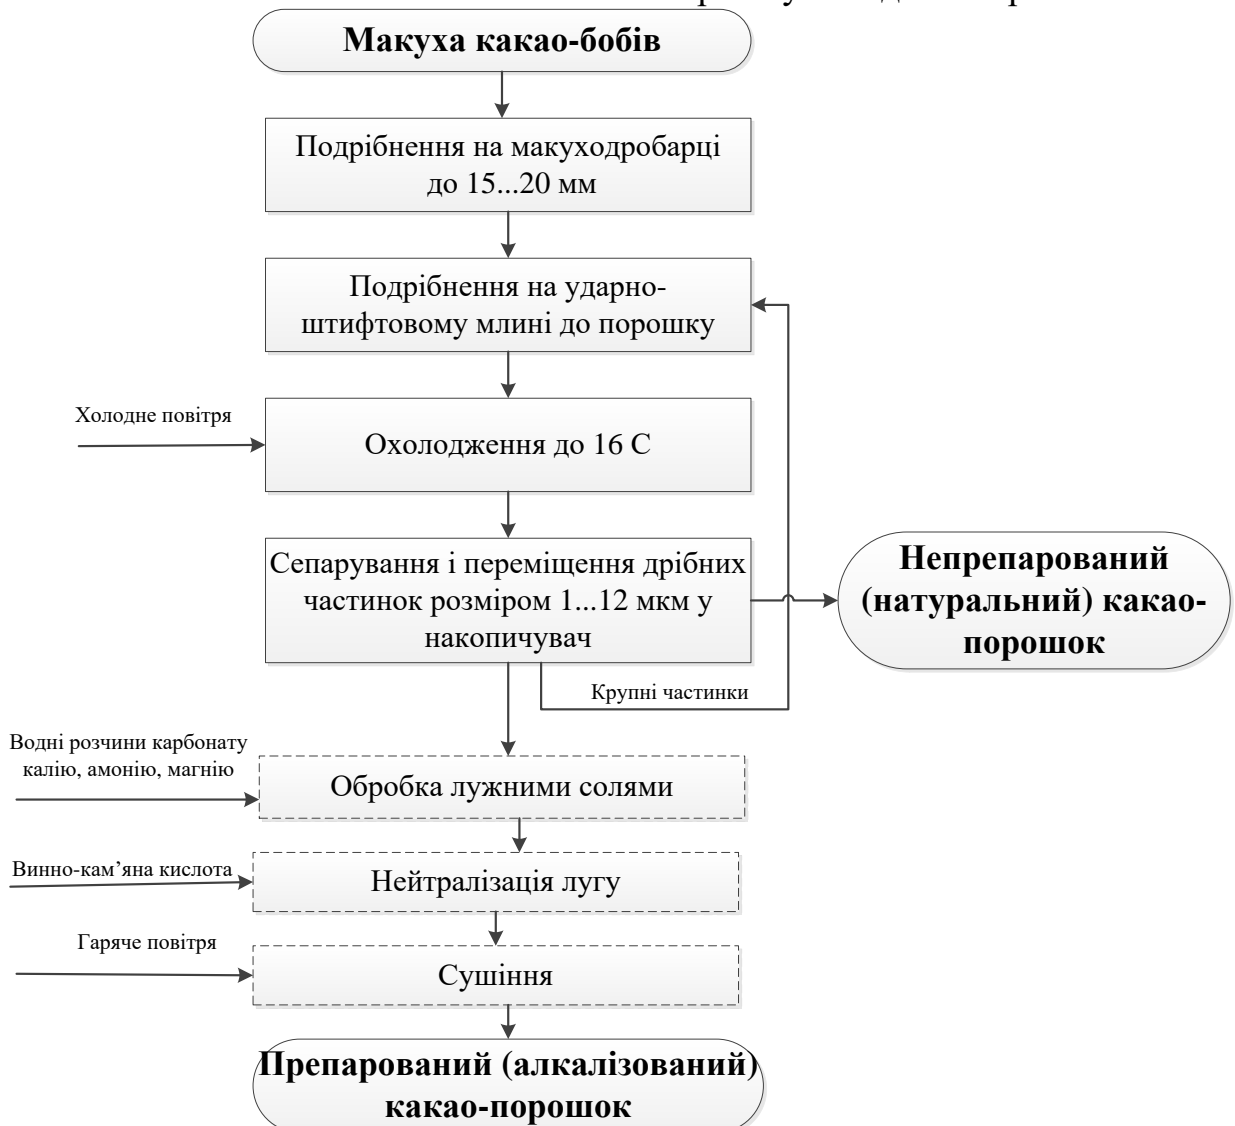 Макуха какао-бобів
Подрібнення на макуходробарці
до 15...20 мм
Подрібнення на ударно-
штифтовому млині до порошку
Холодне повітря
Охолодження до 16 С
Сепарування і переміщення дрібних
частинок розміром 1...12 мкм у
накопичувач
Непрепарований
(натуральний) какао-
порошок
Крупні частинки
Водні розчини карбонату
калію, амонію, магнію
Обробка лужними солями
Винно-кам’яна кислота
Нейтралізація лугу
Гаряче повітря
Сушіння
Препарований (алкалізований)
какао-порошок